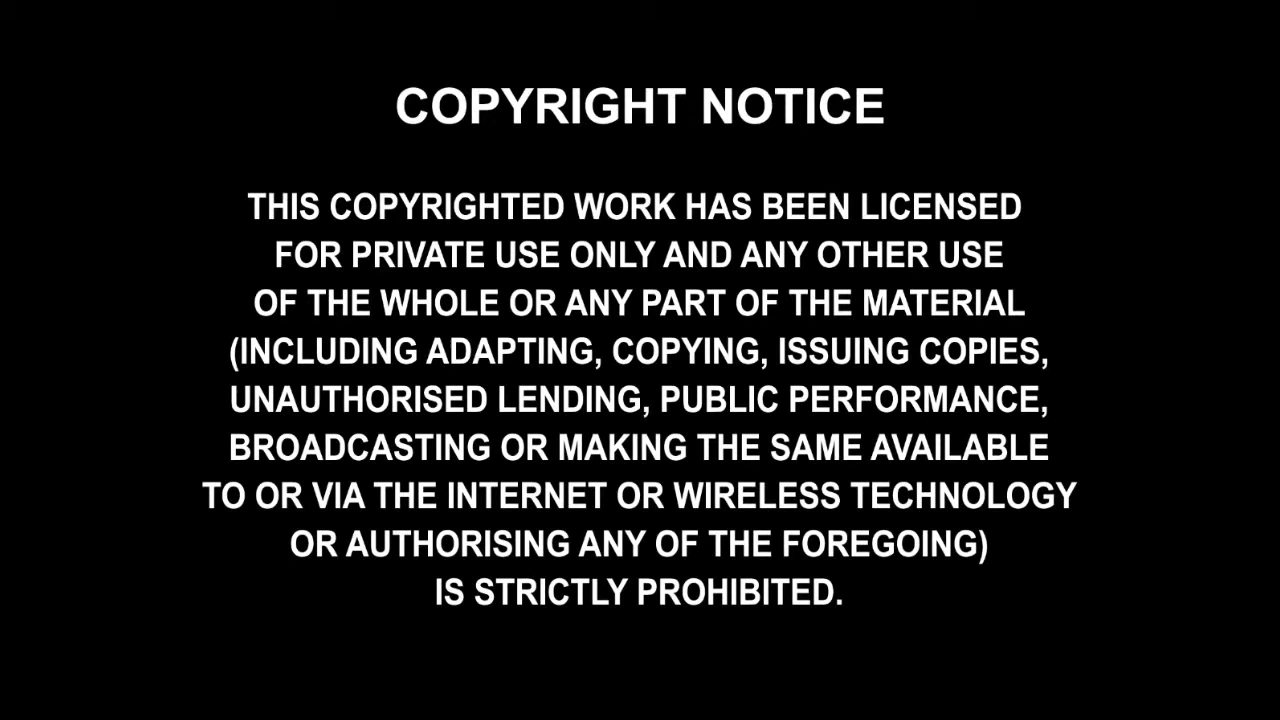 COPYRIGHT NOTICE
THIS COPYRIGHTED WORK HAS BEEN LICENSED
FOR PRIVATE USE ONLY AND ANY OTHER USE
OF THE WHOLE OR ANY PART OF THE MATERIAL
(INCLUDING ADAPTING, COPYING, ISSUING COPIES,
UNAUTHORISED LENDING, PUBLIC PERFORMANCE,
BROADCASTING OR MAKING THE SAME AVAILABLE
TO OR VIA THE INTERNET OR WIRELESS TECHNOLOGY
OR AUTHORISING ANY OF THE FOREGOING)
IS STRICTLY PROHIBITED.